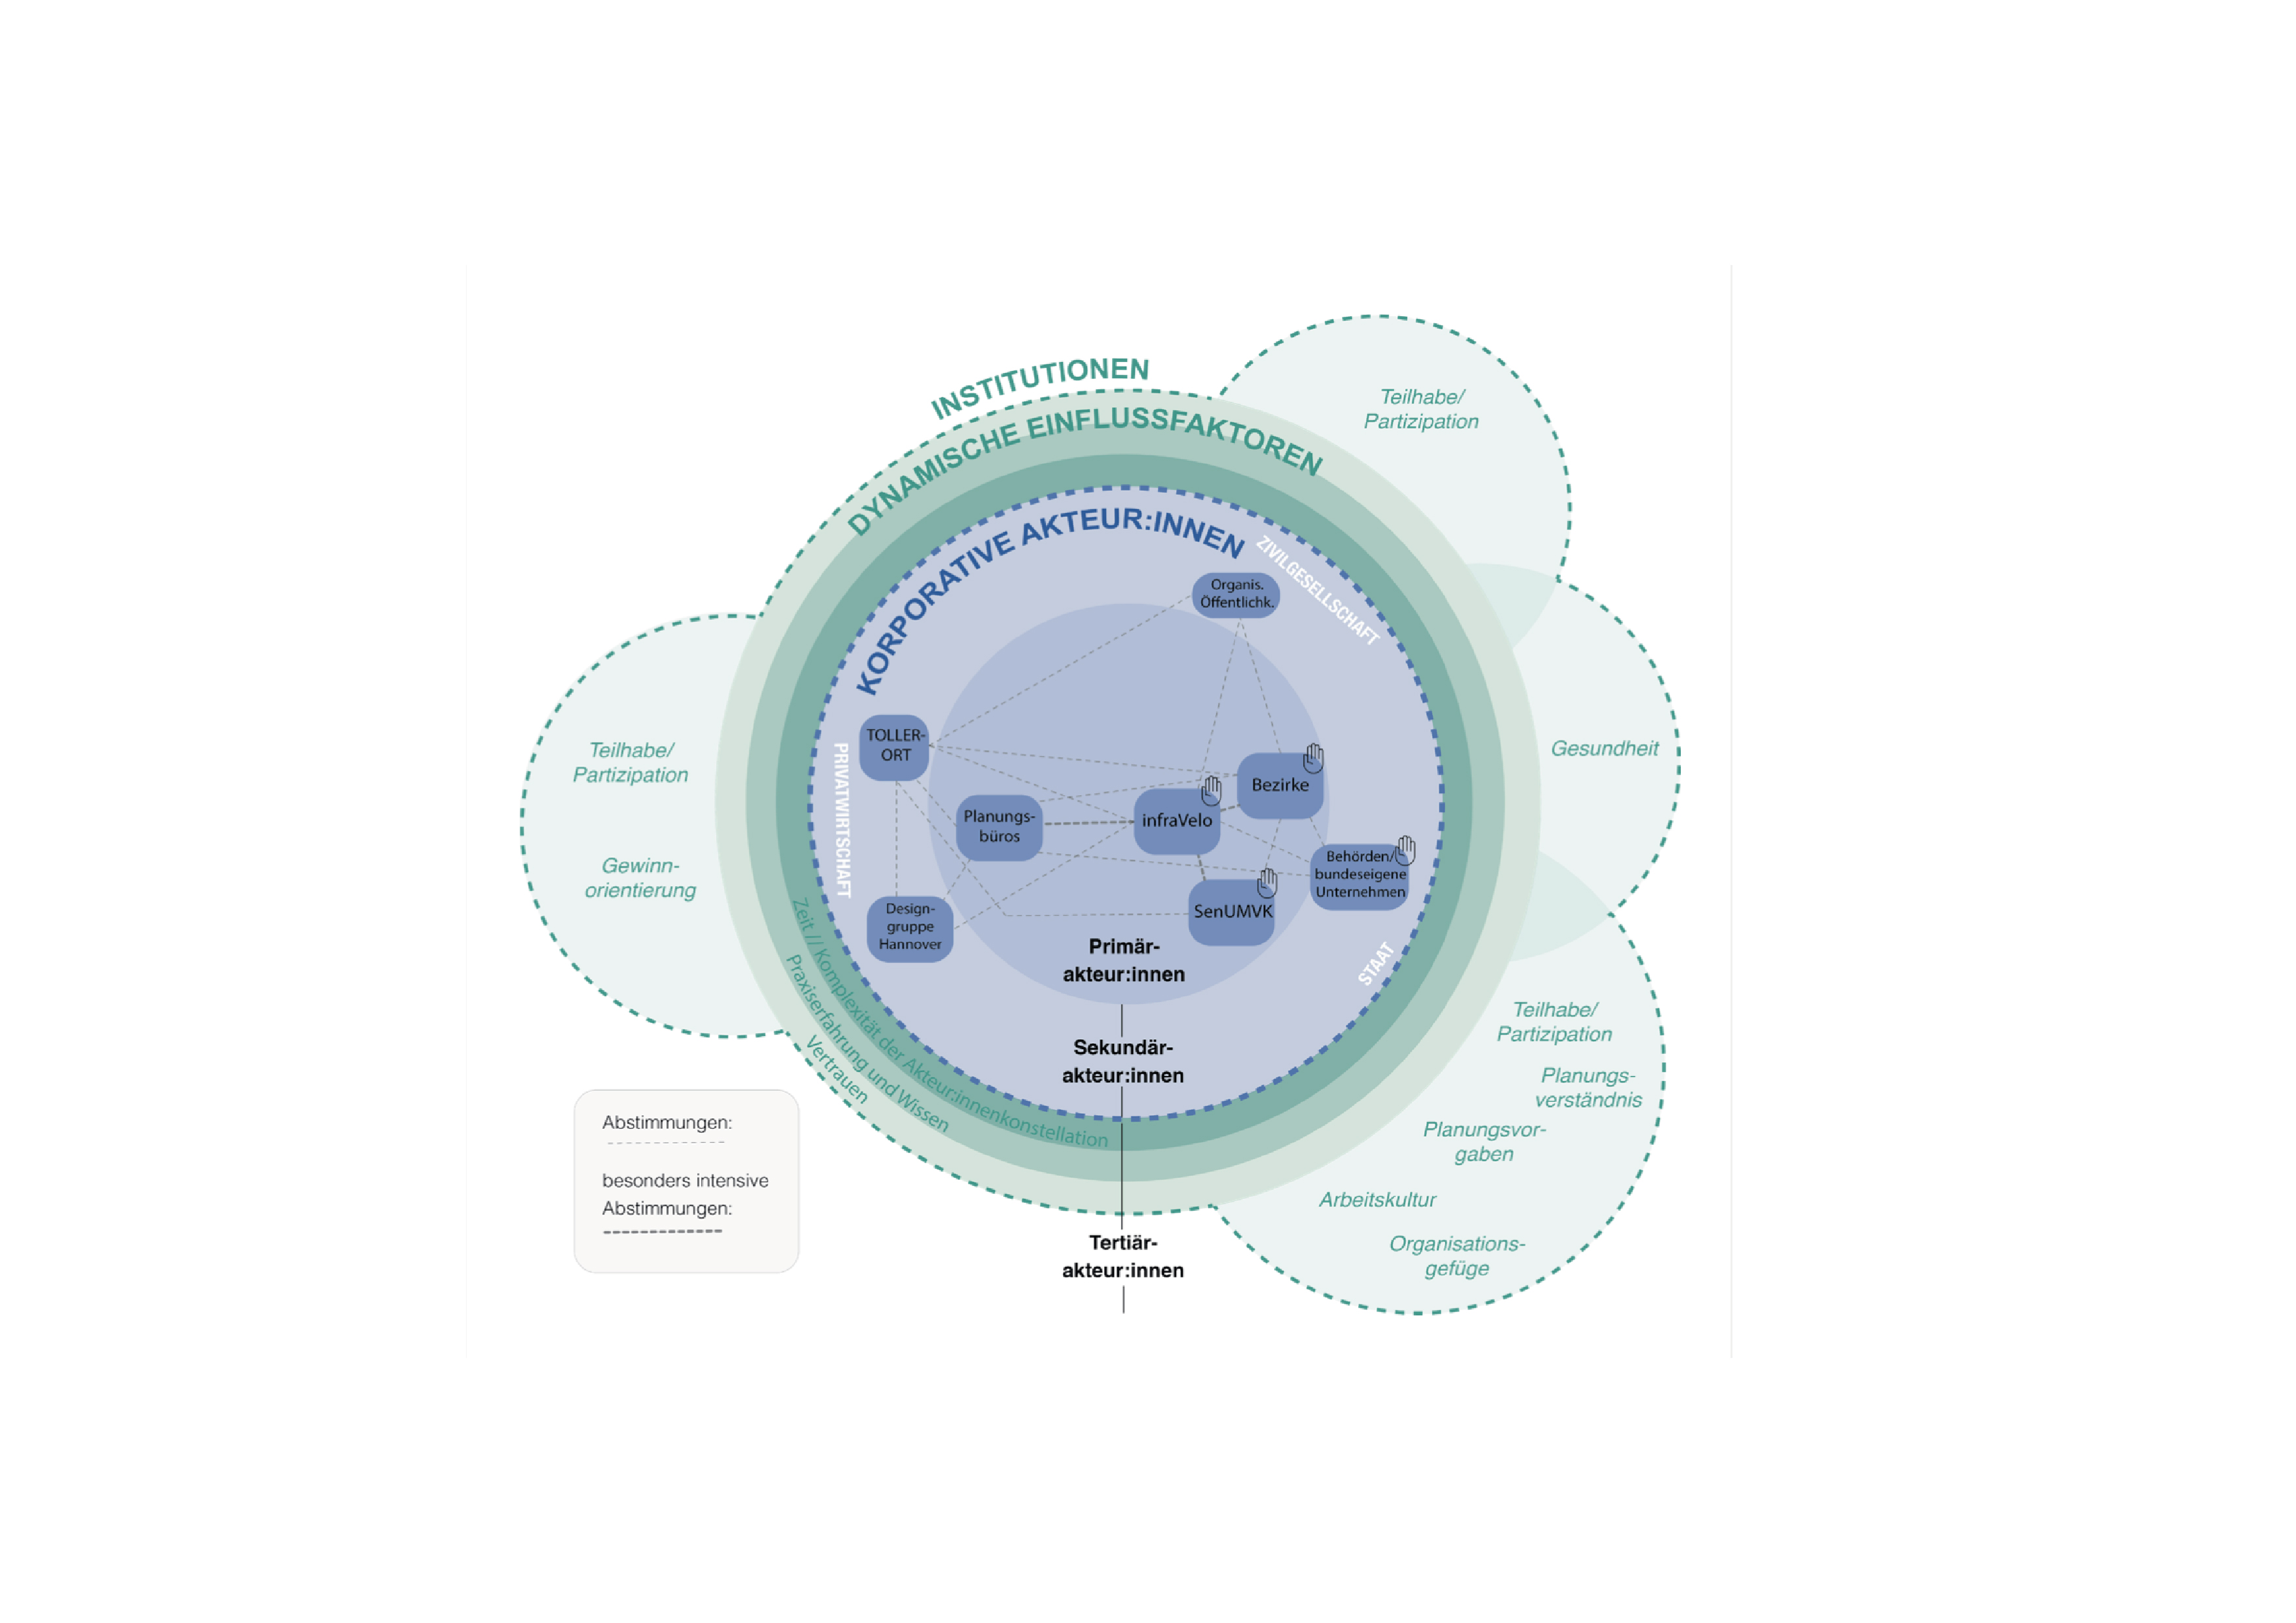 INSTITUTIONEN
DYNAMISCHE EINFLUSSFAKTOREN
KORPORATIVE AKTEUR:INNEN
ZIVILGESELLSCHAFT
PRIVATWIRTSCHAFT
STAAT
Teilhabe/
Partizipation
Organis.
Öffentlichk.
TOLLER-
ORT
Bezirke
Planungs-
büros
infraVelo
Behörden/
bundeseigene
Unternehmen
Design-
gruppe
Hannover
SenUMVK
Gesundheit
Teilhabe/
Partizipation
Gewinn-
orientierung
Primär-
akteur:innen
Sekundär-
akteur:innen
Tertiär-
akteur:innen
Zeit // Komplexität der Akteur:innenkonstellation
Praxiserfahrung und Wissen
Vertrauen
Teilhabe/
Partizipation
Planungs-
verständnis
Planungsvor-
gaben
Arbeitskultur
Organisations-
gefüge
Abstimmungen:
besonders intensive
Abstimmungen: